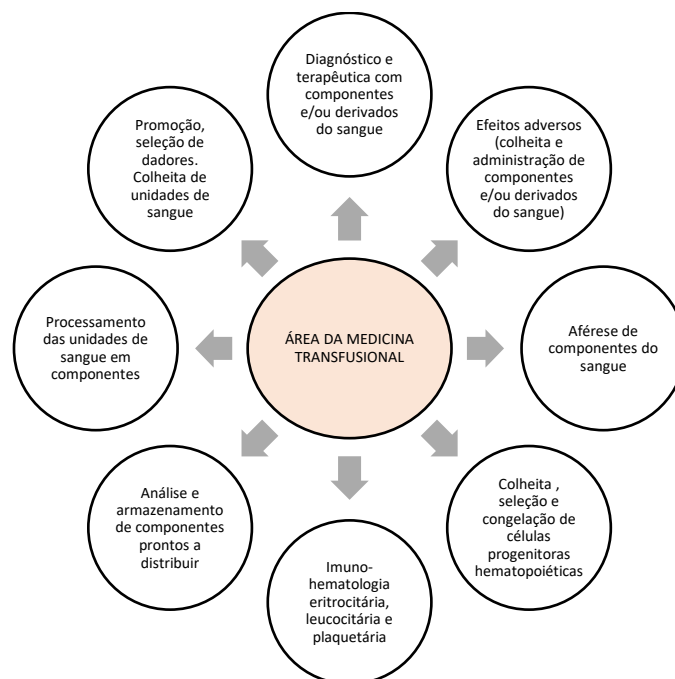 Diagnóstico e
terapêutica com
componentes
e/ou derivados
do sangue
Efeitos adversos
(colheita e
administração de
componentes
e/ou derivados
do sangue)
Aférese de
componentes do
sangue
Colheita ,
seleção e
congelação de
células
progenitoras
hematopoiéticas
Imuno-
hematologia
eritrocitária,
leucocitária e
plaquetária
Análise e
armazenamento
de componentes
prontos a
distribuir
Processamento
das unidades de
sangue em
componentes
Promoção,
seleção de
dadores.
Colheita de
unidades de
sangue
ÁREA DA MEDICINA
TRANSFUSIONAL